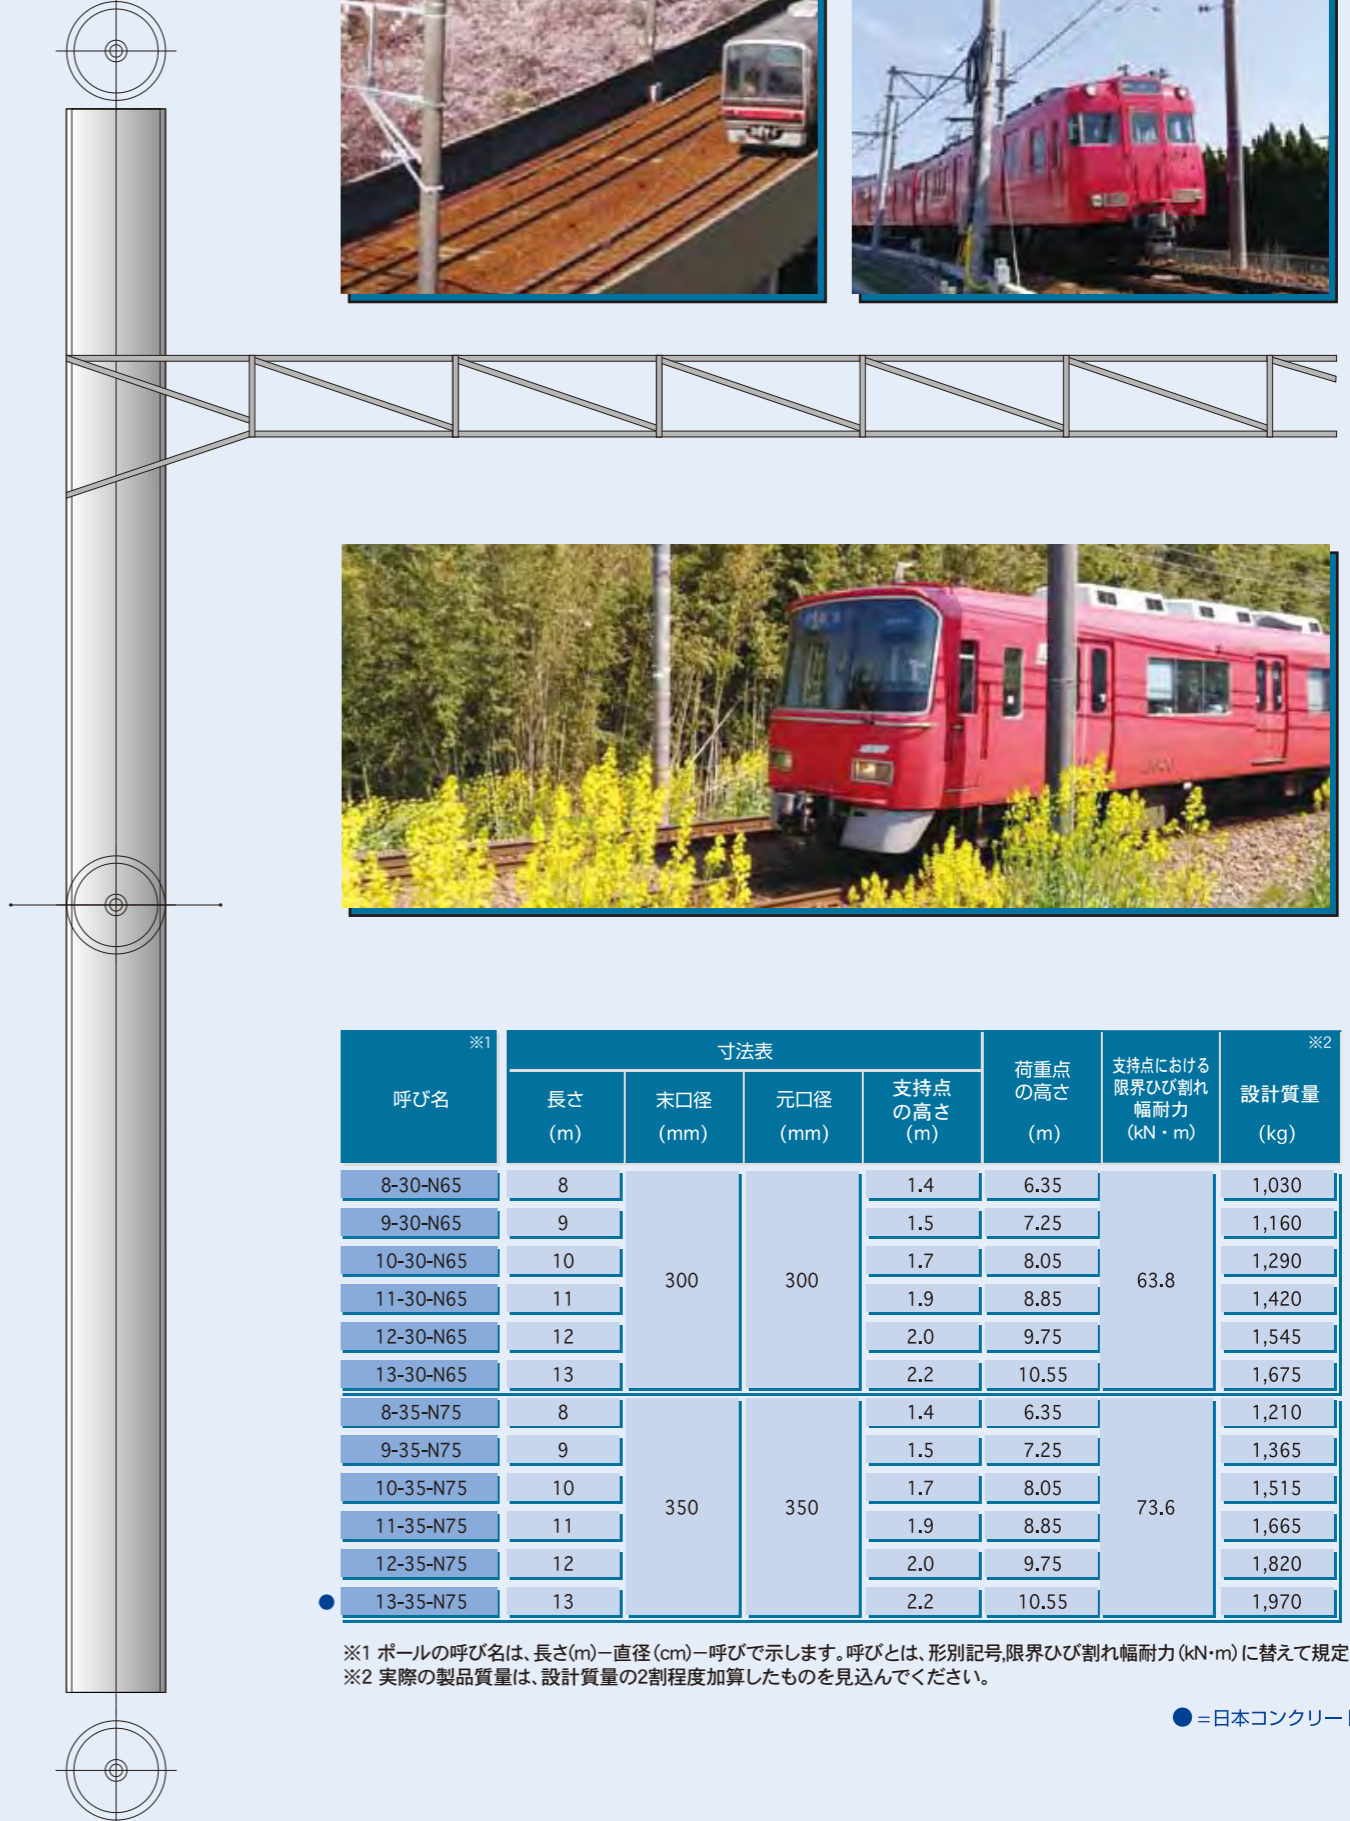 ※1
呼び名
寸法表
長さ
(m)
末口径
(mm)
元口径
(mm)
支持点
の高さ
(m)
荷重点
の高さ
(m)
支持点における
限界ひび割れ
幅耐力
(kN・m)
※2
設計質量
(kg)
8-30-N65 8 1.4 6.35 1,030
9-30-N65 9 1.5 7.25 1,160
10-30-N65 10 1.7 8.05 1,290
300 300 63.8
11-30-N65 11 1.9 8.85 1,420
12-30-N65 12 2.0 9.75 1,545
13-30-N65 13 2.2 10.55 1,675
8-35-N75 8 1.4 6.35 1,210
9-35-N75 9 1.5 7.25 1,365
10-35-N75 10 1.7 8.05 1,515
350 350 73.6
11-35-N75 11 1.9 8.85 1,665
12-35-N75 12 2.0 9.75 1,820
● 13-35-N75 13 2.2 10.55 1,970
※1 ポールの呼び名は、長さ(m)−直径(cm)−呼びで示します。呼びとは、形別記号,限界ひび割れ幅耐力(kN・m)に替えて規定
※2 実際の製品質量は、設計質量の2割程度加算したものを見込んでください。
●=日本コンクリート